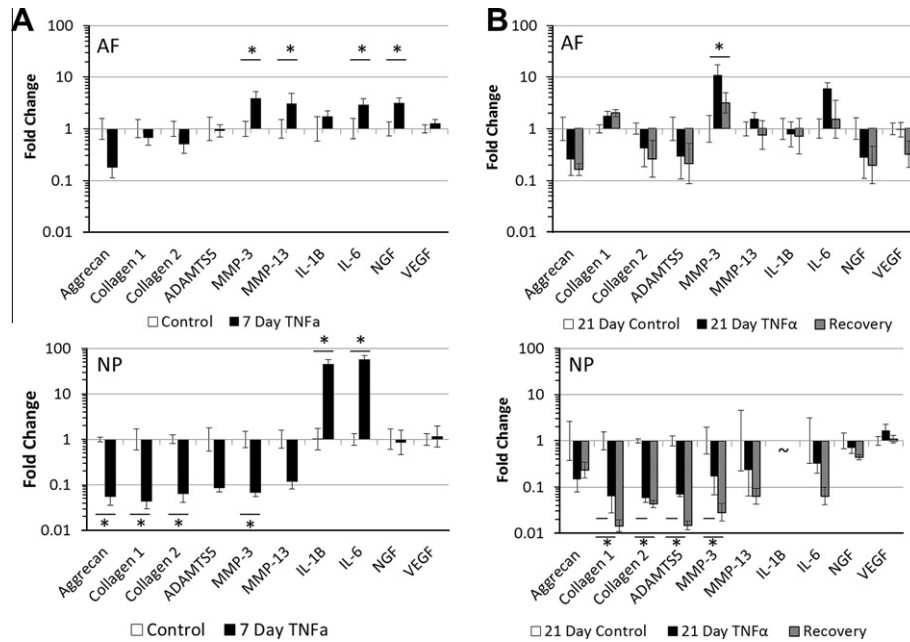 A
AF
Fold Change
100
10
1
0.1
0.01
* * * *
Aggrecan
Collagen 1
Collagen 2
ADAMTS5
MMP-3
MMP-13
IL-1B
IL-6
NGF
VEGF
Control 7 Day TNFa
NP
Fold Change
100
10
1
0.1
0.01
* *
* * * *
Aggrecan
Collagen 1
Collagen 2
ADAMTS5
MMP-3
MMP-13
IL-1B
IL-6
NGF
VEGF
Control 7 Day TNFa
B
AF
Fold Change
100
10
1
0.1
0.01
*
Aggrecan
Collagen 1
Collagen 2
ADAMTS5
MMP-3
MMP-13
IL-1B
IL-6
NGF
VEGF
21 Day Control 21 Day TNFα Recovery
NP
Fold Change
100
10
1
0.1
0.01
~
* * * *
Aggrecan
Collagen 1
Collagen 2
ADAMTS5
MMP-3
MMP-13
IL-1B
IL-6
NGF
VEGF
21 Day Control 21 Day TNFα Recovery